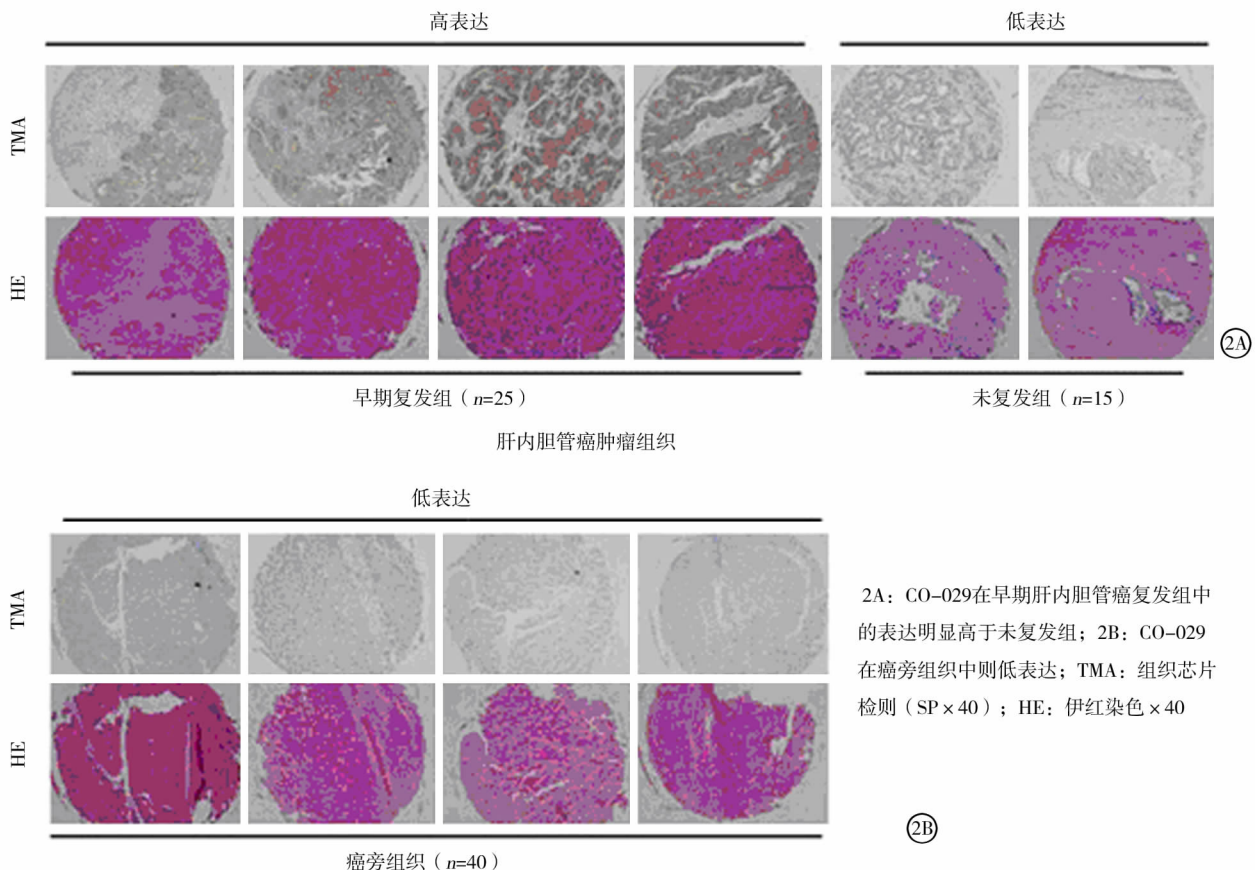 高表达 低表达
TMA
HE
2A
早期复发组（n=25） 未复发组（n=15）
肝内胆管癌肿瘤组织
低表达
TMA
HE
癌旁组织（n=40）
2A：CO-029在早期肝内胆管癌复发组中
的表达明显高于未复发组；2B：CO-029
在癌旁组织中则低表达；TMA：组织芯片
检则（SP×40）；HE：伊红染色×40
2B